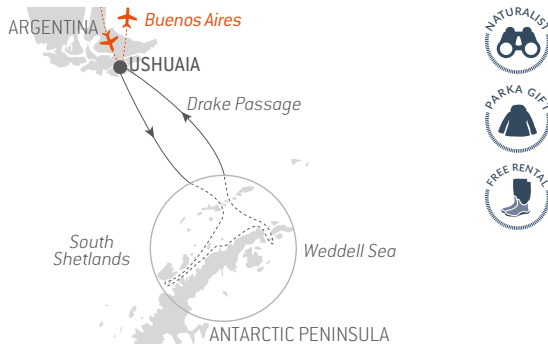 ARGENTINA
Buenos Aires
USHUAIA
Drake Passage
South
Shetlands
Weddell Sea
ANTARCTIC PENINSULA
NATURALIST
PARKA GIFT
FREE RENTAL